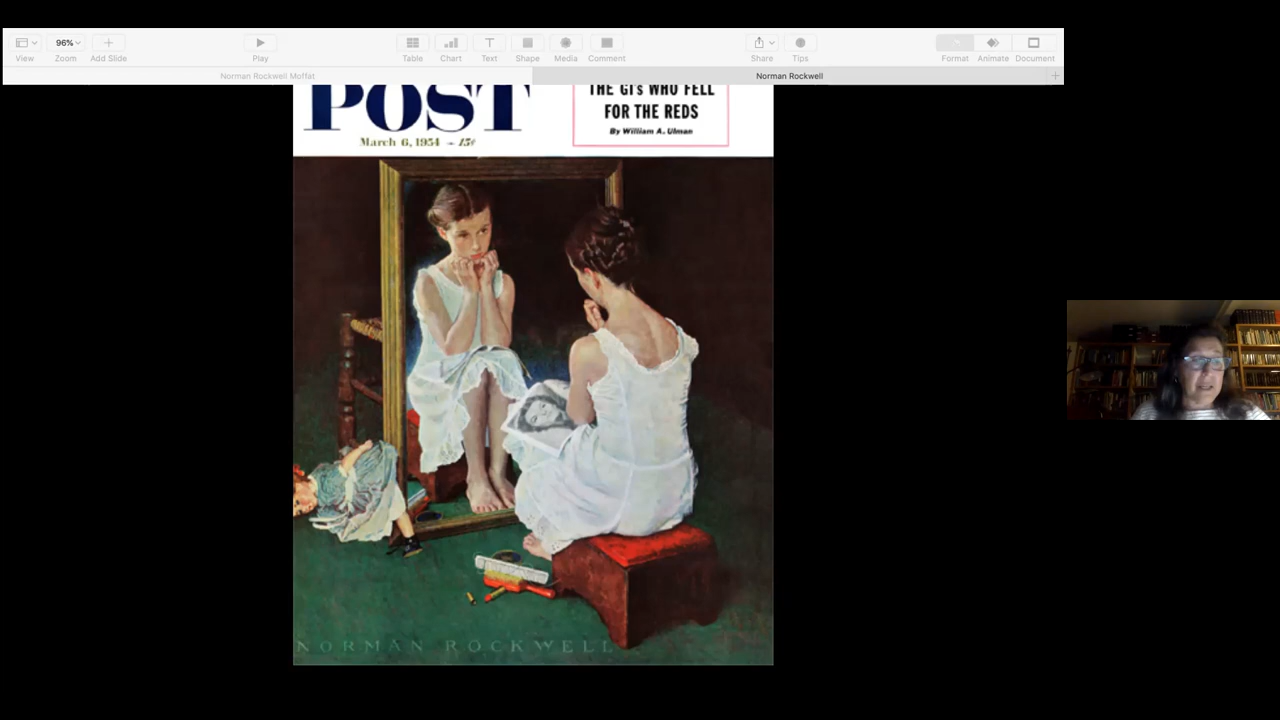 96%
View
Zoom
Add Slide
Play
Table
Chart
Text
Shape
Media
Comment
Share
Tips
Format
Animate
Document
Norman Rockwell Moffat
Norman Rockwell
POST
March 6, 1954 - 15¢
THE GI's WHO FELL
FOR THE REDS
By William A. Ulman
NORMAN ROCKWELL